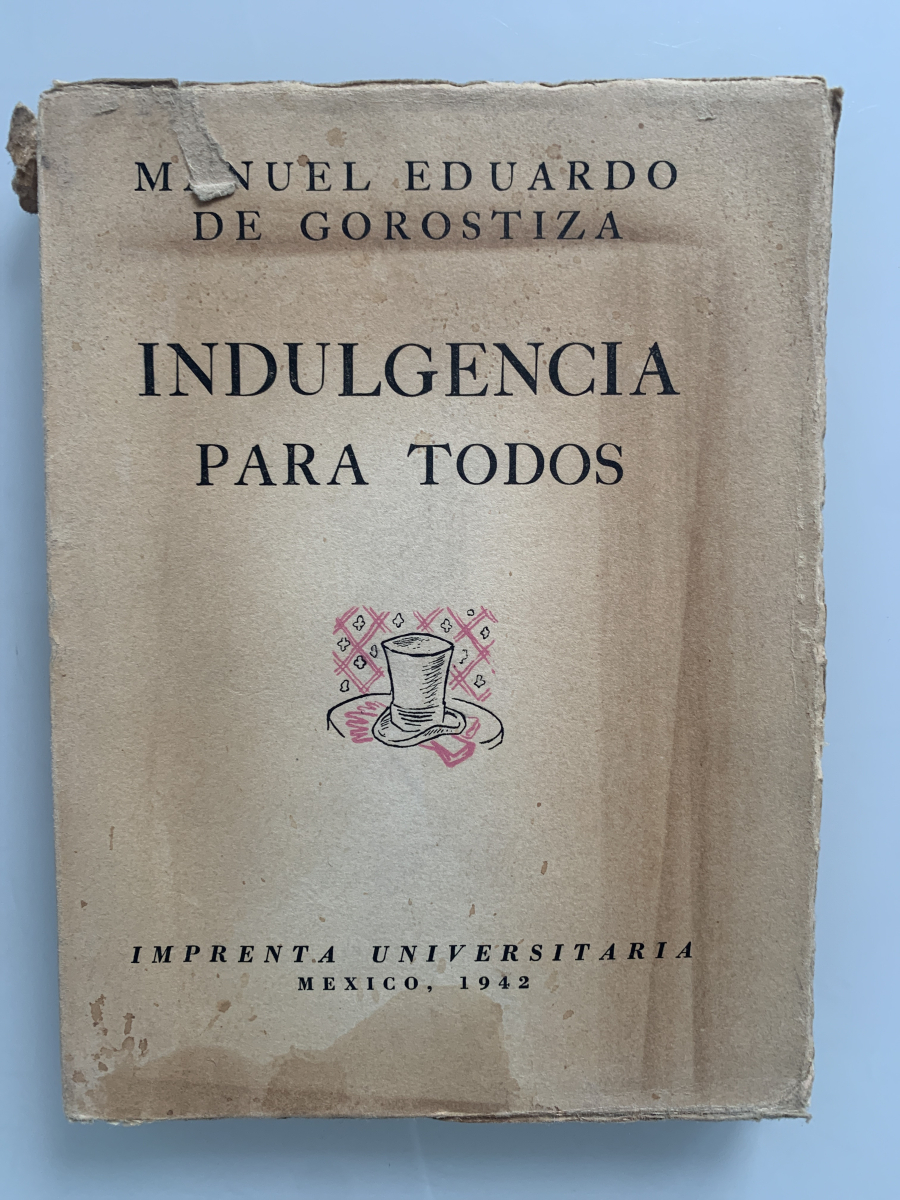 MANUEL EDUARDO
DE GOROSTIZA
INDULGENCIA
PARA TODOS
IMPRENTA UNIVERSITARIA
MEXICO, 1942